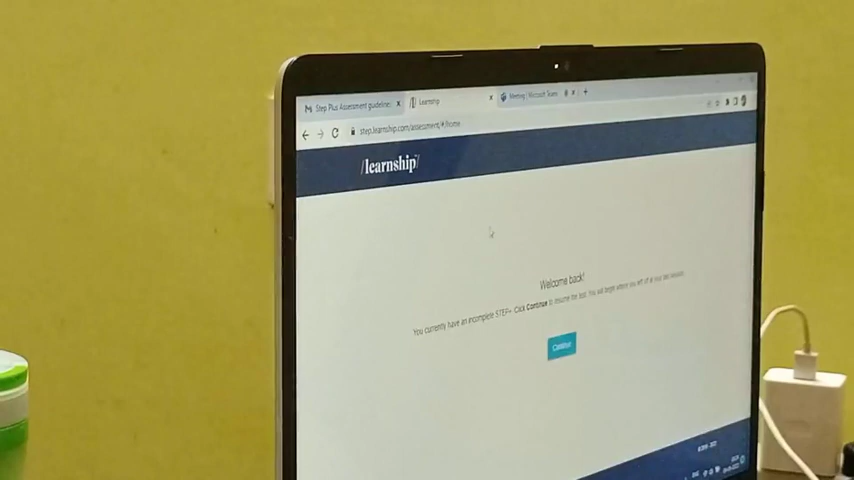 Step Plus Assessment guidelines
Learnship
Meeting | Microsoft Teams
step.learnship.com/assessment/#/home
/learnship/
Welcome back!
You currently have an incomplete STEP+. Click Continue to resume the test. You will begin where you left off at your last session.
Continue
© 2019 - 2022